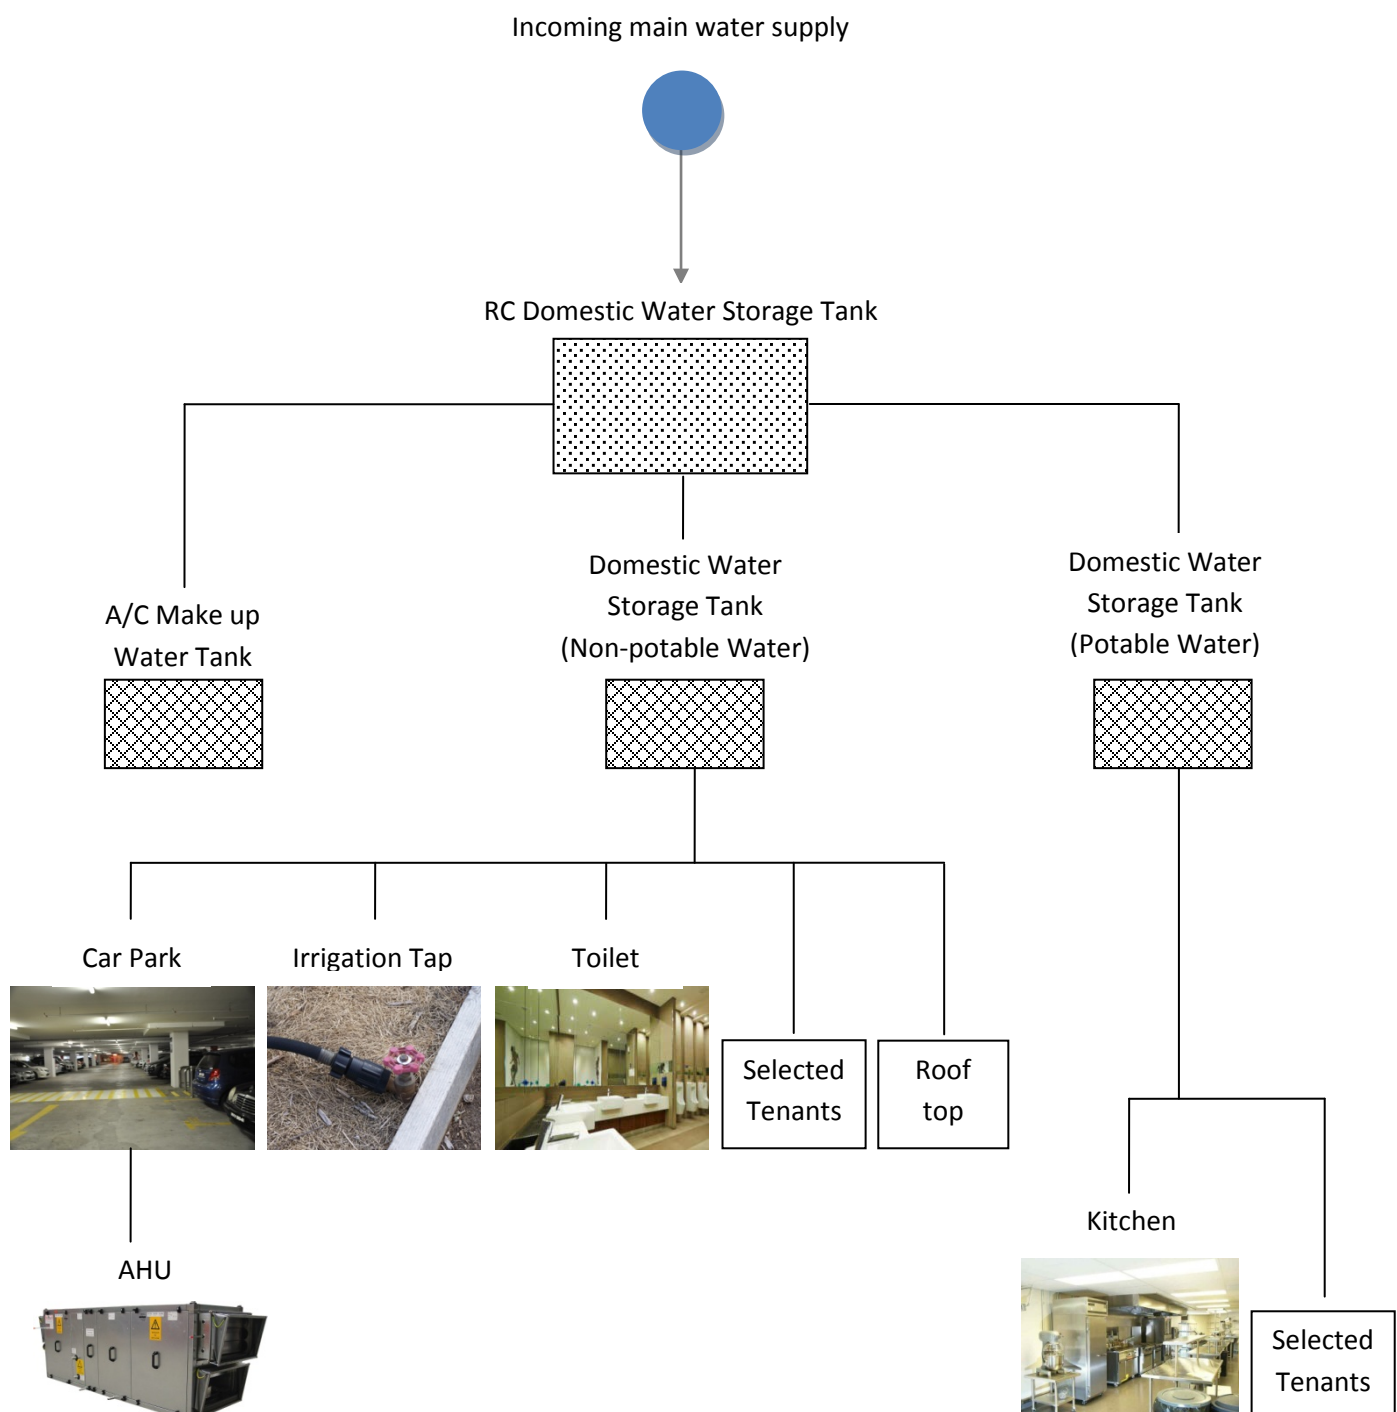 Incoming main water supply
RC Domestic Water Storage Tank
A/C Make up
Water Tank
Domestic Water
Storage Tank
(Non-potable Water)
Domestic Water
Storage Tank
(Potable Water)
Car Park
Irrigation Tap
Toilet
Selected
Tenants
Roof
top
AHU
Kitchen
Selected
Tenants